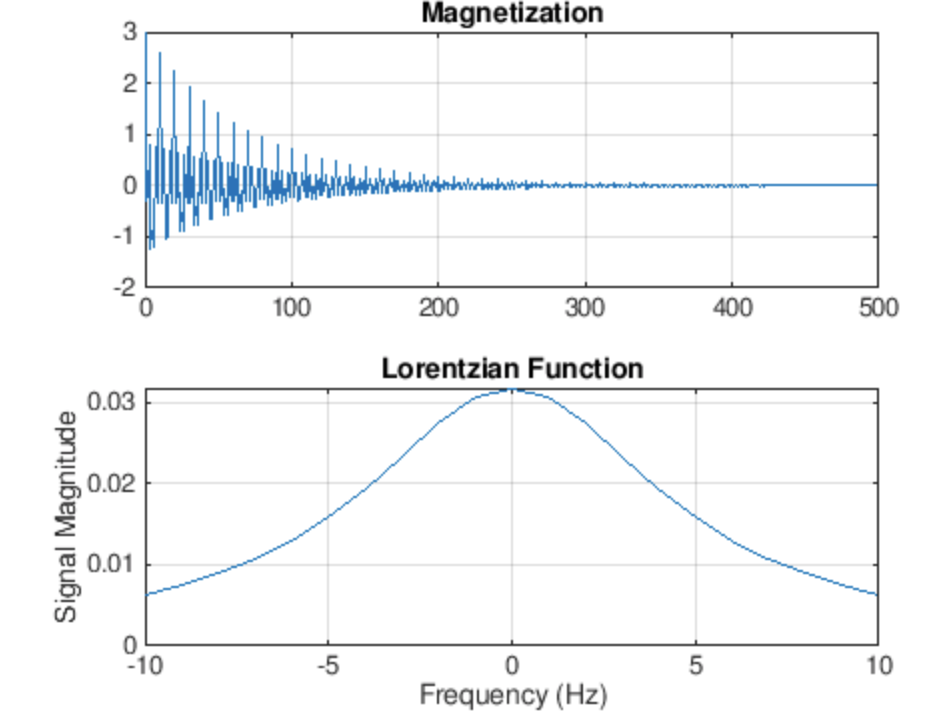 Magnetization
3
2
1
0
-1
-2
0 100 200 300 400 500
Lorentzian Function
Signal Magnitude
0.03
0.02
0.01
0
-10 -5 0 5 10
Frequency (Hz)